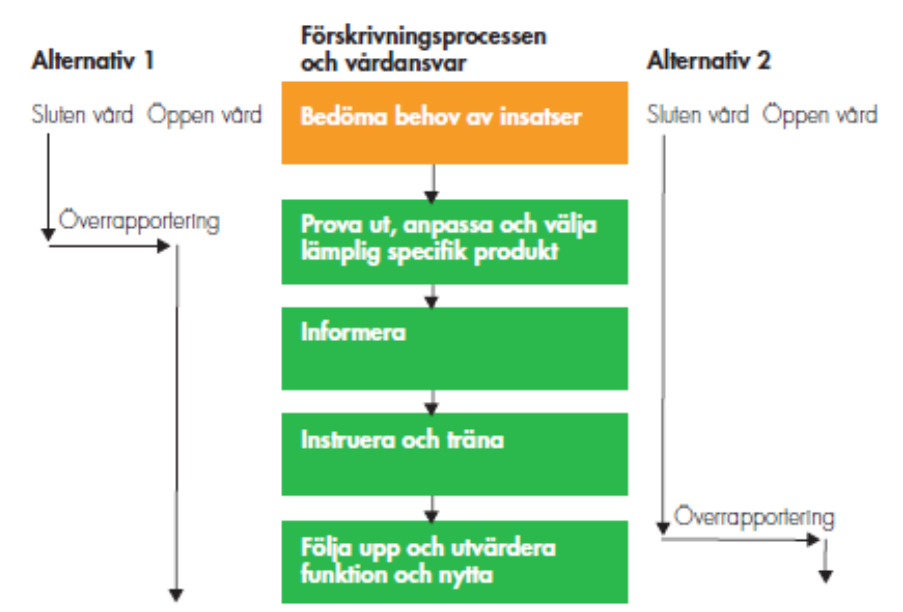 Alternativ 1
Sluten vård Öppen vård
Överrapportering
Förskrivningsprocessen
och vårdansvar
Bedöma behov av insatser
Prova ut, anpassa och välja
lämplig specifik produkt
Informera
Instruera och träna
Följa upp och utvärdera
funktion och nytta
Alternativ 2
Sluten vård Öppen vård
Överrapportering